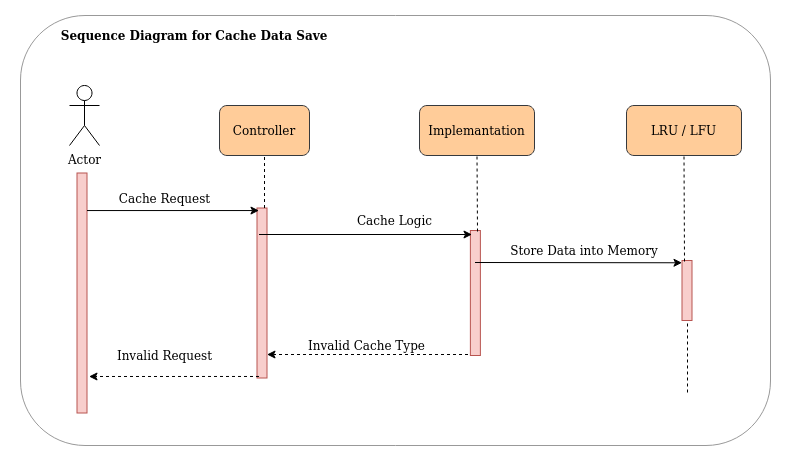 Sequence Diagram for Cache Data Save
Controller
Implemantation
LRU / LFU
Actor
Cache Request
Cache Logic
Store Data into Memory
Invalid Cache Type
Invalid Request